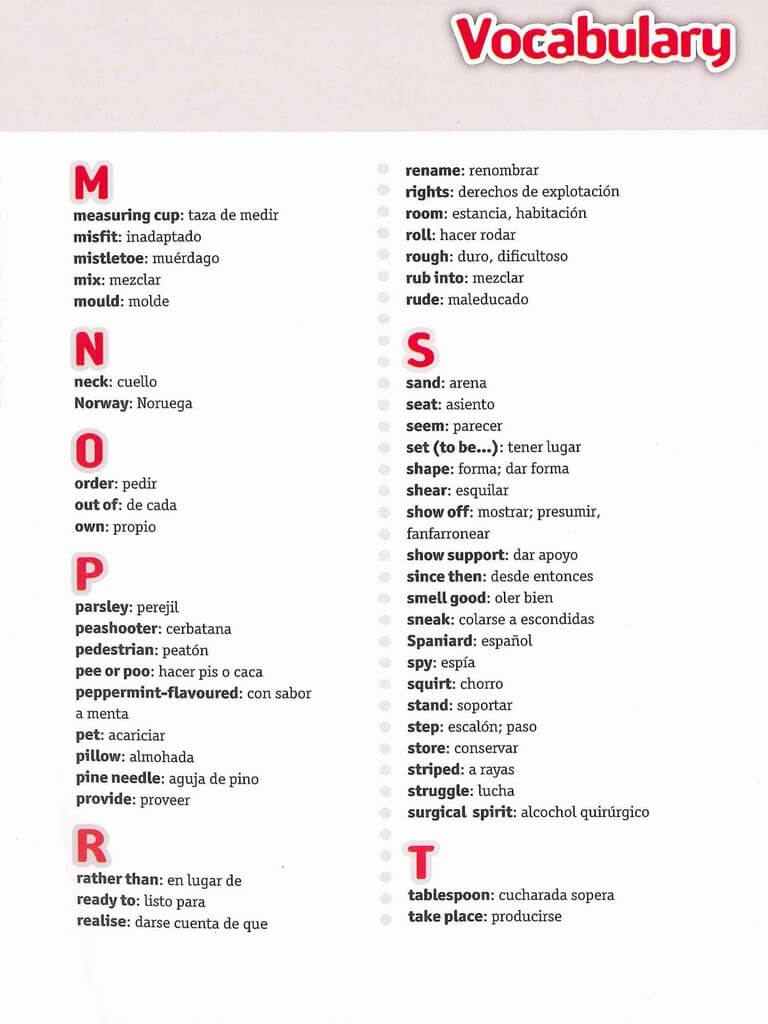 Vocabulary
M
measuring cup: taza de medir
misfit: inadaptado
mistletoe: muérdago
mix: mezclar
mould: molde
N
neck: cuello
Norway: Noruega
O
order: pedir
out of: de cada
own: propio
P
parsley: perejil
peashooter: cerbatana
pedestrian: peatón
pee or poo: hacer pis o caca
peppermint-flavoured: con sabor
a menta
pet: acariciar
pillow: almohada
pine needle: aguja de pino
provide: proveer
R
rather than: en lugar de
ready to: listo para
realise: darse cuenta de que
rename: renombrar
rights: derechos de explotación
room: estancia, habitación
roll: hacer rodar
rough: duro, dificultoso
rub into: mezclar
rude: maleducado
S
sand: arena
seat: asiento
seem: parecer
set (to be...): tener lugar
shape: forma; dar forma
shear: esquilar
show off: mostrar; presumir,
fanfarronear
show support: dar apoyo
since then: desde entonces
smell good: oler bien
sneak: colarse a escondidas
Spaniard: español
spy: espía
squirt: chorro
stand: soportar
step: escalón; paso
store: conservar
striped: a rayas
struggle: lucha
surgical spirit: alcochol quirúrgico
T
tablespoon: cucharada sopera
take place: producirse